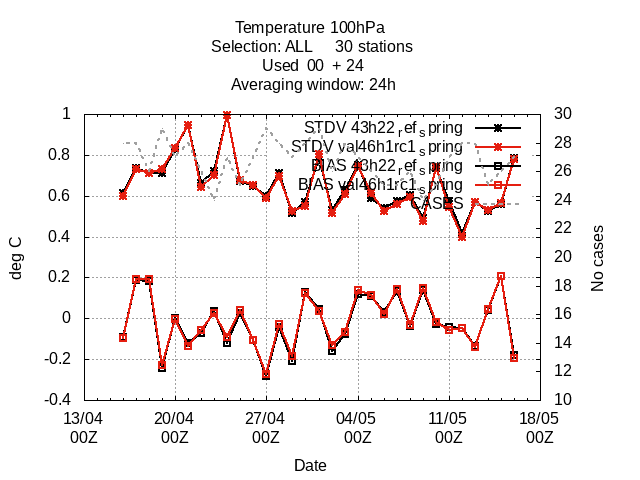 Temperature 100hPa
Selection: ALL 30 stations
Used 00 + 24
Averaging window: 24h
STDV 43h22_ref_spring
STDV val46h1rc1_spring
BIAS 43h22_ref_spring
BIAS val46h1rc1_spring
CASES
1
0.8
0.6
0.4
0.2
0
-0.2
-0.4
deg C
30
28
26
24
22
20
18
16
14
12
10
No cases
13/04 20/04 27/04 04/05 11/05 18/05
00Z 00Z 00Z 00Z 00Z 00Z
Date